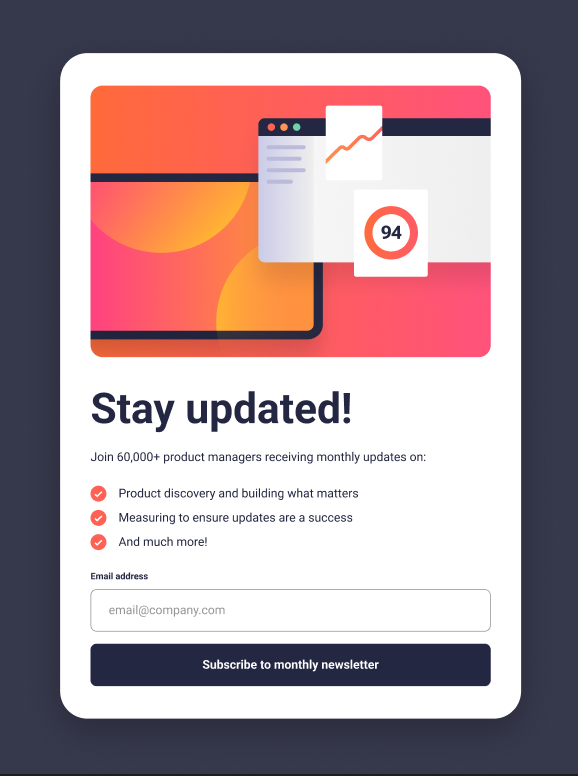 94
Stay updated!
Join 60,000+ product managers receiving monthly updates on:
Product discovery and building what matters
Measuring to ensure updates are a success
And much more!
Email address
email@company.com
Subscribe to monthly newsletter